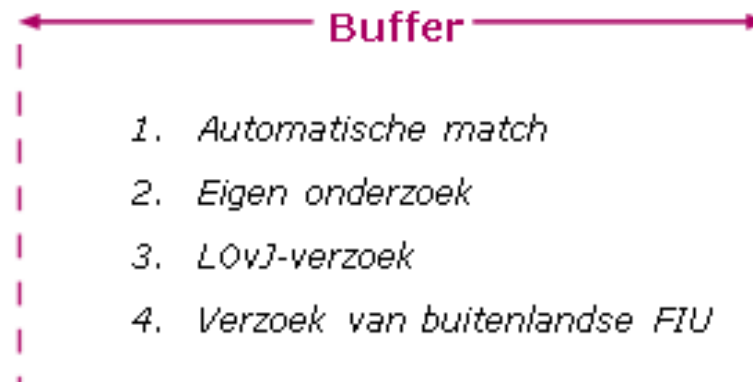 Buffer
1. Automatische match
2. Eigen onderzoek
3. LOvJ-verzoek
4. Verzoek van buitenlandse FIU